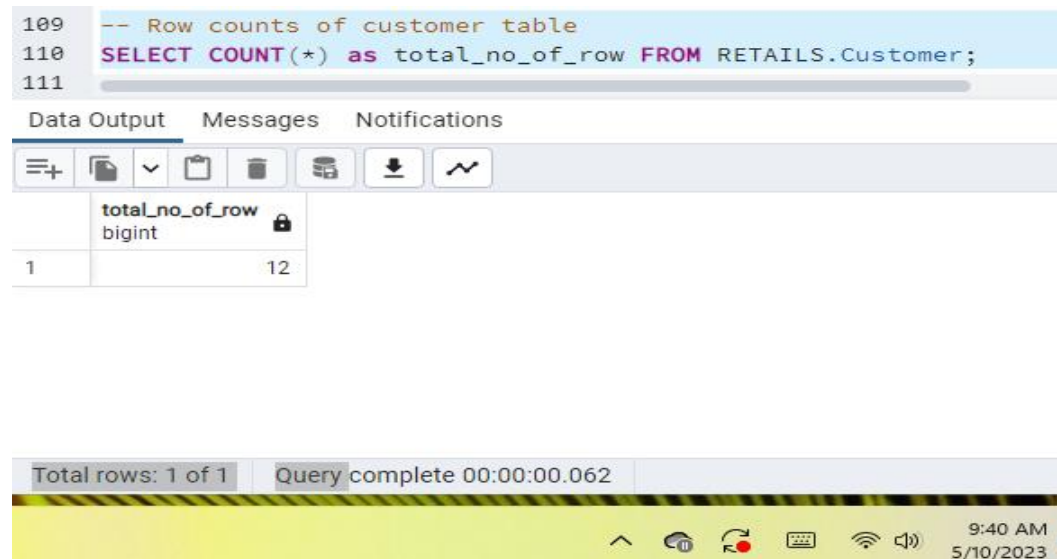 109 -- Row counts of customer table
110 SELECT COUNT(*) as total_no_of_row FROM RETAILS.Customer;
111
Data Output Messages Notifications
total_no_of_row
bigint
1 12
Total rows: 1 of 1 Query complete 00:00:00.062
9:40 AM
5/10/2023